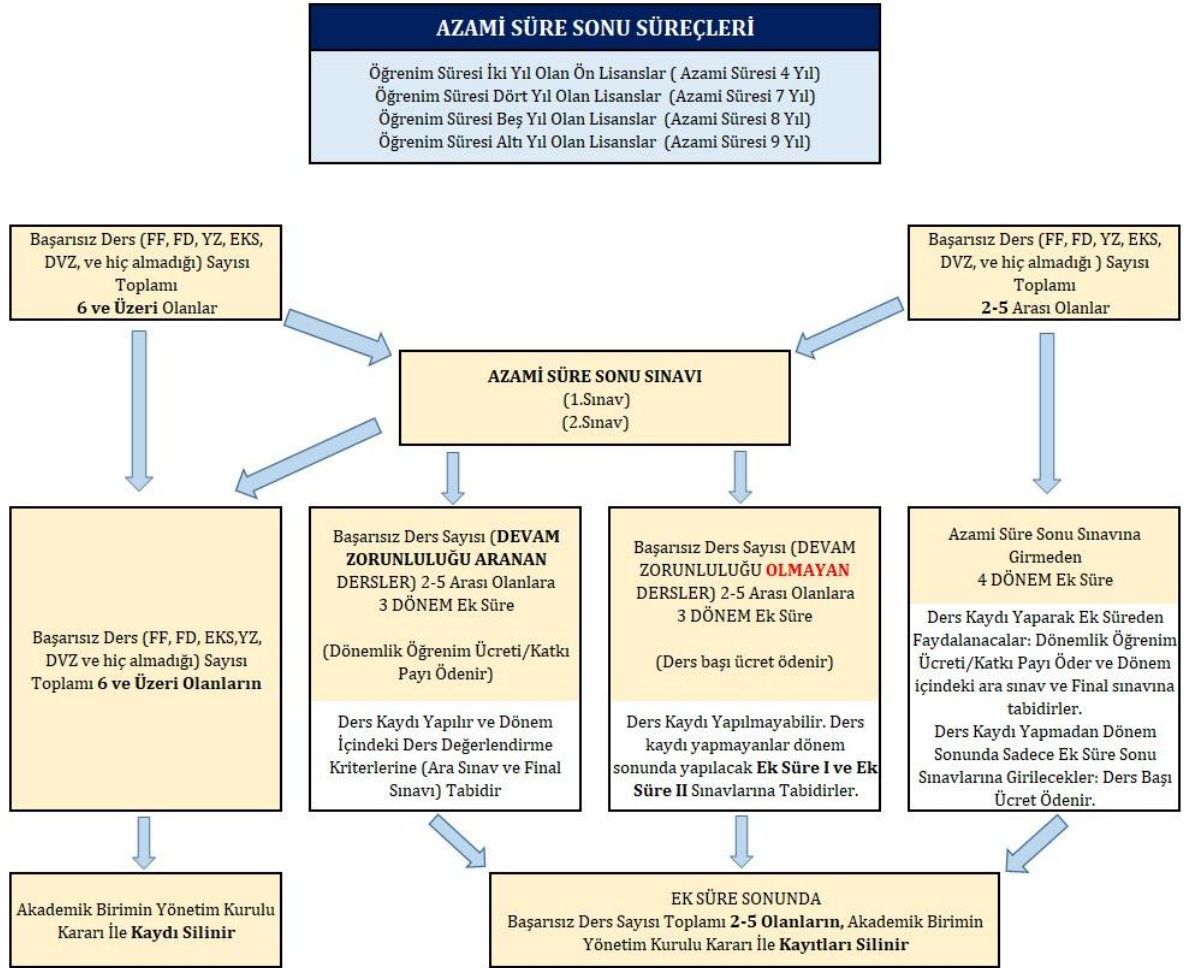 AZAMİ SÜRE SONU SÜREÇLERİ
Öğrenim Süresi İki Yıl Olan Ön Lisanslar ( Azami Süresi 4 Yıl)
Öğrenim Süresi Dört Yıl Olan Lisanslar (Azami Süresi 7 Yıl)
Öğrenim Süresi Beş Yıl Olan Lisanslar (Azami Süresi 8 Yıl)
Öğrenim Süresi Altı Yıl Olan Lisanslar (Azami Süresi 9 Yıl)
Başarısız Ders (FF, FD, YZ, EKS,
DVZ, ve hiç almadığı) Sayısı
Toplamı
6 ve Üzeri Olanlar
Başarısız Ders (FF, FD, YZ, EKS,
DVZ, ve hiç almadığı ) Sayısı
Toplamı
2-5 Arası Olanlar
AZAMİ SÜRE SONU SINAVI
(1.Sınav)
(2.Sınav)
Başarısız Ders (FF, FD, EKS,YZ,
DVZ ve hiç almadığı) Sayısı
Toplamı 6 ve Üzeri Olanların
Başarısız Ders Sayısı (DEVAM
ZORUNLULUĞU ARANAN
DERSLER) 2-5 Arası Olanlara
3 DÖNEM Ek Süre
(Dönemlik Öğrenim Ücreti/Katkı
Payı Ödenir)
Ders Kaydı Yapılır ve Dönem
İçindeki Ders Değerlendirme
Kriterlerine (Ara Sınav ve Final
Sınavı) Tabidir
Başarısız Ders Sayısı (DEVAM
ZORUNLULUĞU OLMAYAN
DERSLER) 2-5 Arası Olanlara
3 DÖNEM Ek Süre
(Ders başı ücret ödenir)
Ders Kaydı Yapılmayabilir. Ders
kaydı yapmayanlar dönem
sonunda yapılacak Ek Süre I ve Ek
Süre II Sınavlarına Tabidirler.
Azami Süre Sonu Sınavına
Girmeden
4 DÖNEM Ek Süre
Ders Kaydı Yaparak Ek Süreden
Faydalanacalar: Dönemlik Öğrenim
Ücreti/Katkı Payı Öder ve Dönem
içindeki ara sınav ve Final sınavına
tabidirler.
Ders Kaydı Yapmadan Dönem
Sonunda Sadece Ek Süre Sonu
Sınavlarına Girilecekler: Ders Başı
Ücret Ödenir.
Akademik Birimin Yönetim Kurulu
Kararı İle Kaydı Silinir
EK SÜRE SONUNDA
Başarısız Ders Sayısı Toplamı 2-5 Olanların, Akademik Birimin
Yönetim Kurulu Kararı İle Kayıtları Silinir